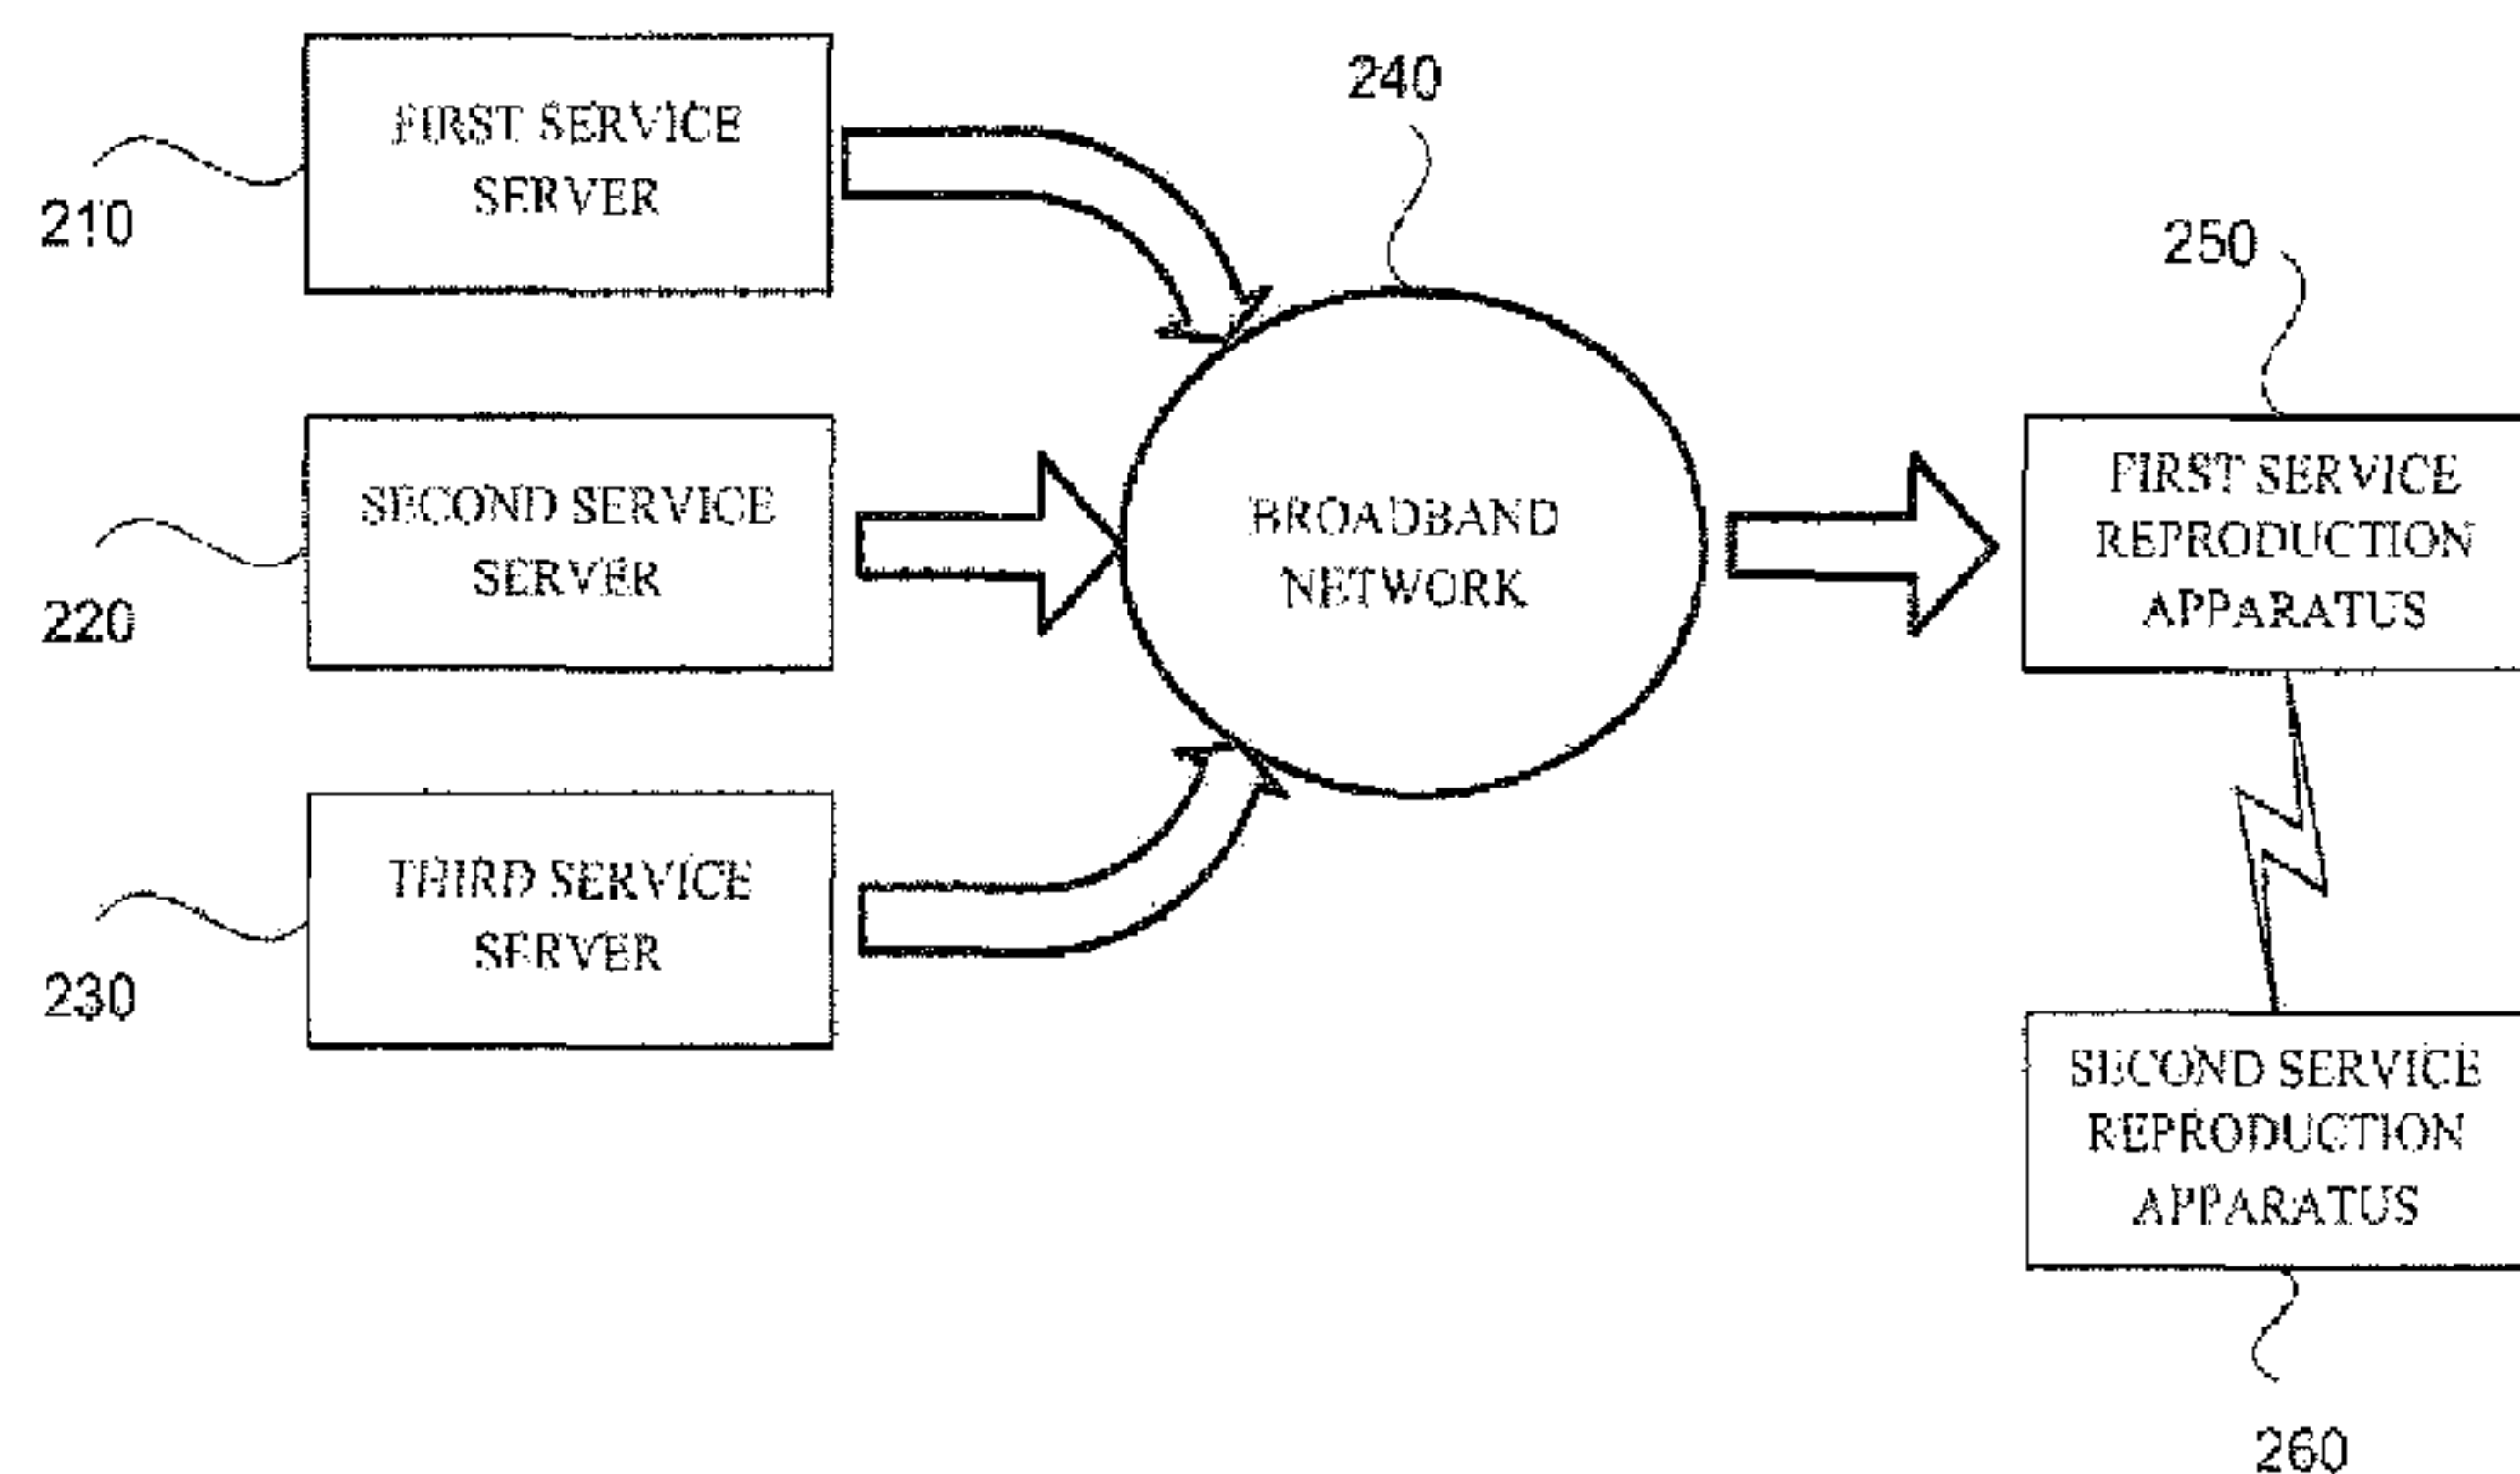 240
FIRST SERVICE
SERVER
210
250
SECOND SERVICE
SERVER
220
BROADBAND
NETWORK
FIRST SERVICE
REPRODUCTION
APPARATUS
THIRD SERVICE
SERVER
230
SECOND SERVICE
REPRODUCTION
APPARATUS
260